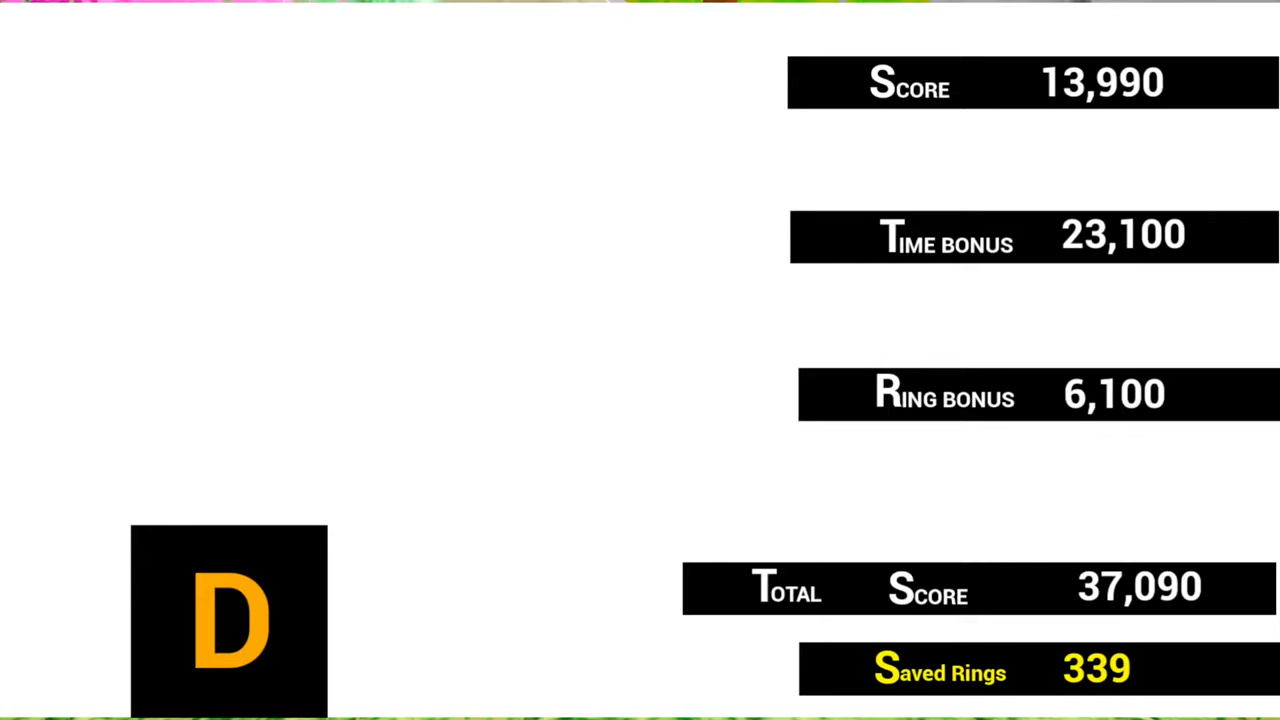 SCORE 13,990
TIME BONUS 23,100
RING BONUS 6,100
D
TOTAL SCORE 37,090
Saved Rings 339